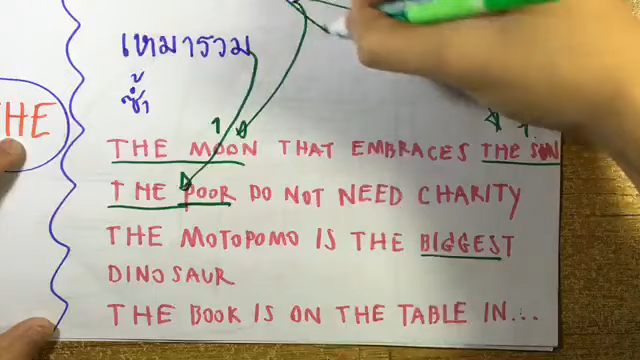 เหมารวม
ซ้ำ
THE
THE MOON THAT EMBRACES THE SUN
THE POOR DO NOT NEED CHARITY
THE MOTOPOMO IS THE BIGGEST
DINOSAUR
THE BOOK IS ON THE TABLE IN...